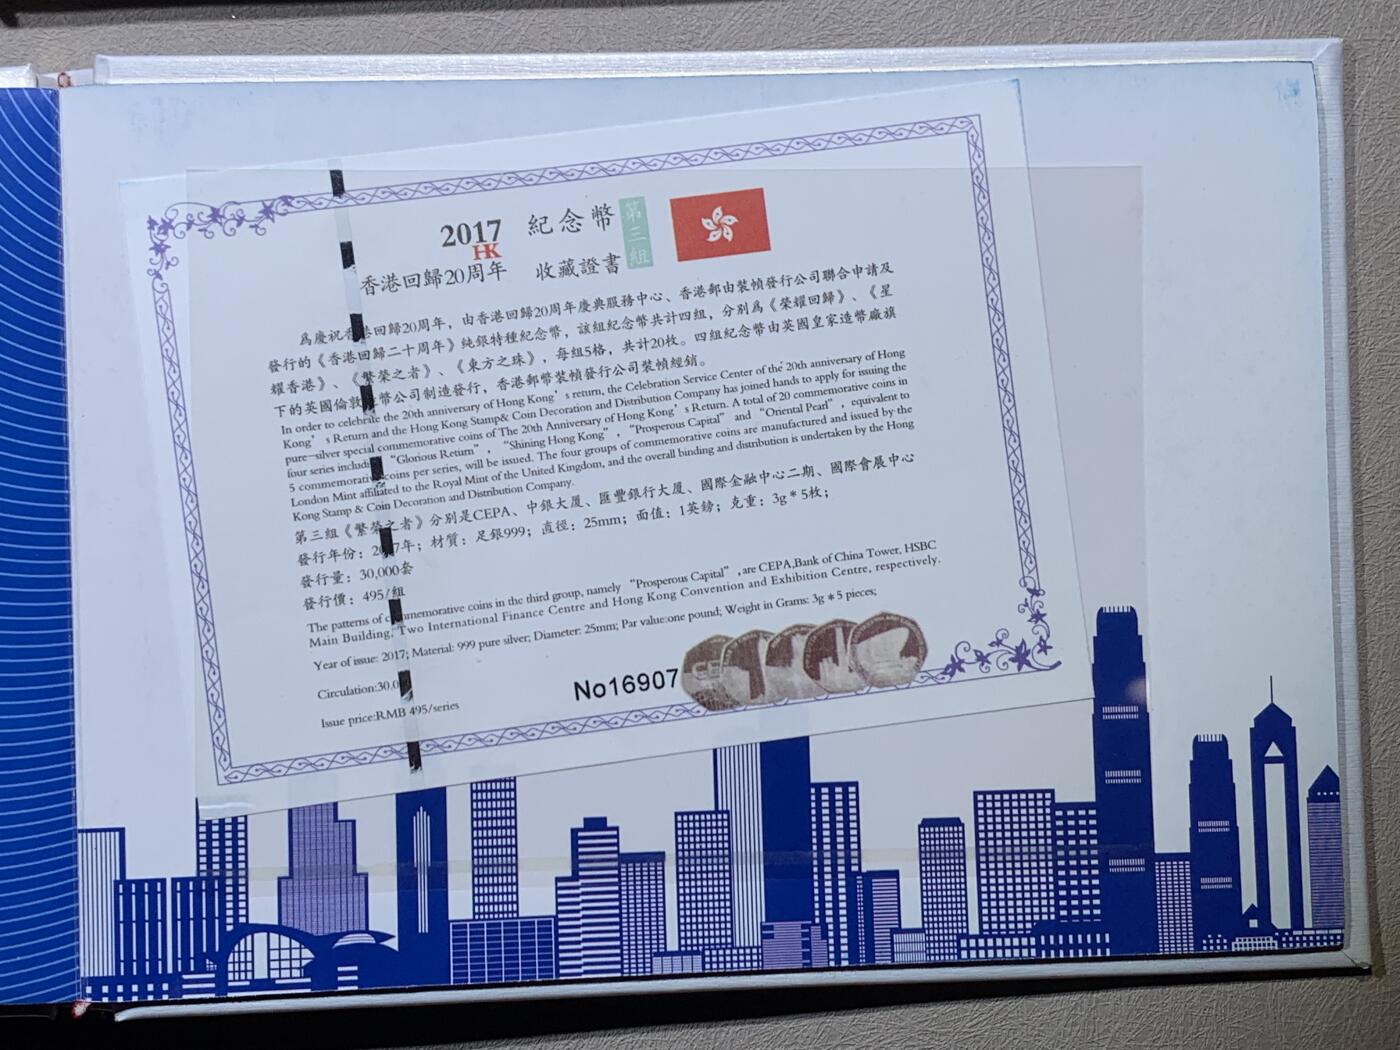 2017 紀念幣 第三組
HK
香港回歸20周年 收藏證書
爲慶祝香港回歸20周年，由香港回歸20周年慶典服務中心、香港郵由裝幀發行公司聯合申請及
發行的《香港回歸二十周年》純銀特種紀念幣，該組紀念幣共計四組，分別爲《榮耀回歸》、《星
耀香港》、《繁榮之者》、《東方之珠》，每組5格，共計20枚。四組紀念幣由英國皇家造幣廠旗
下的英國倫敦造幣公司制造發行，香港郵幣裝幀發行公司裝幀經銷。
In order to celebrate the 20th anniversary of Hong Kong's return, the Celebration Service Center of the 20th anniversary of Hong
Kong's Return and the Hong Kong Stamp& Coin Decoration and Distribution Company has joined hands to apply for issuing the
pure-silver special commemorative coins of The 20th Anniversary of Hong Kong's Return. A total of 20 commemorative coins in
four series including "Glorious Return", "Shining Hong Kong", "Prosperous Capital" and "Oriental Pearl", equivalent to
5 commemorative coins per series, will be issued. The four groups of commemorative coins are manufactured and issued by the
London Mint affiliated to the Royal Mint of the United Kingdom, and the overall binding and distribution is undertaken by the Hong
Kong Stamp & Coin Decoration and Distribution Company.
第三組《繁榮之者》分別是CEPA、中銀大厦、匯豐銀行大厦、國際金融中心二期、國際會展中心
發行年份：2017年；材質：足銀999；直徑：25mm；面值：1英鎊；克重：3g＊5枚；
發行量：30,000套
發行價：495/組
The patterns of commemorative coins in the third group, namely "Prosperous Capital",are CEPA,Bank of China Tower, HSBC
Main Building, Two International Finance Centre and Hong Kong Convention and Exhibition Centre, respectively.
Year of issue: 2017; Material: 999 pure silver; Diameter: 25mm; Par value:one pound; Weight in Grams: 3g＊5 pieces;
Circulation:30,0
Issue price:RMB 495/series
No16907